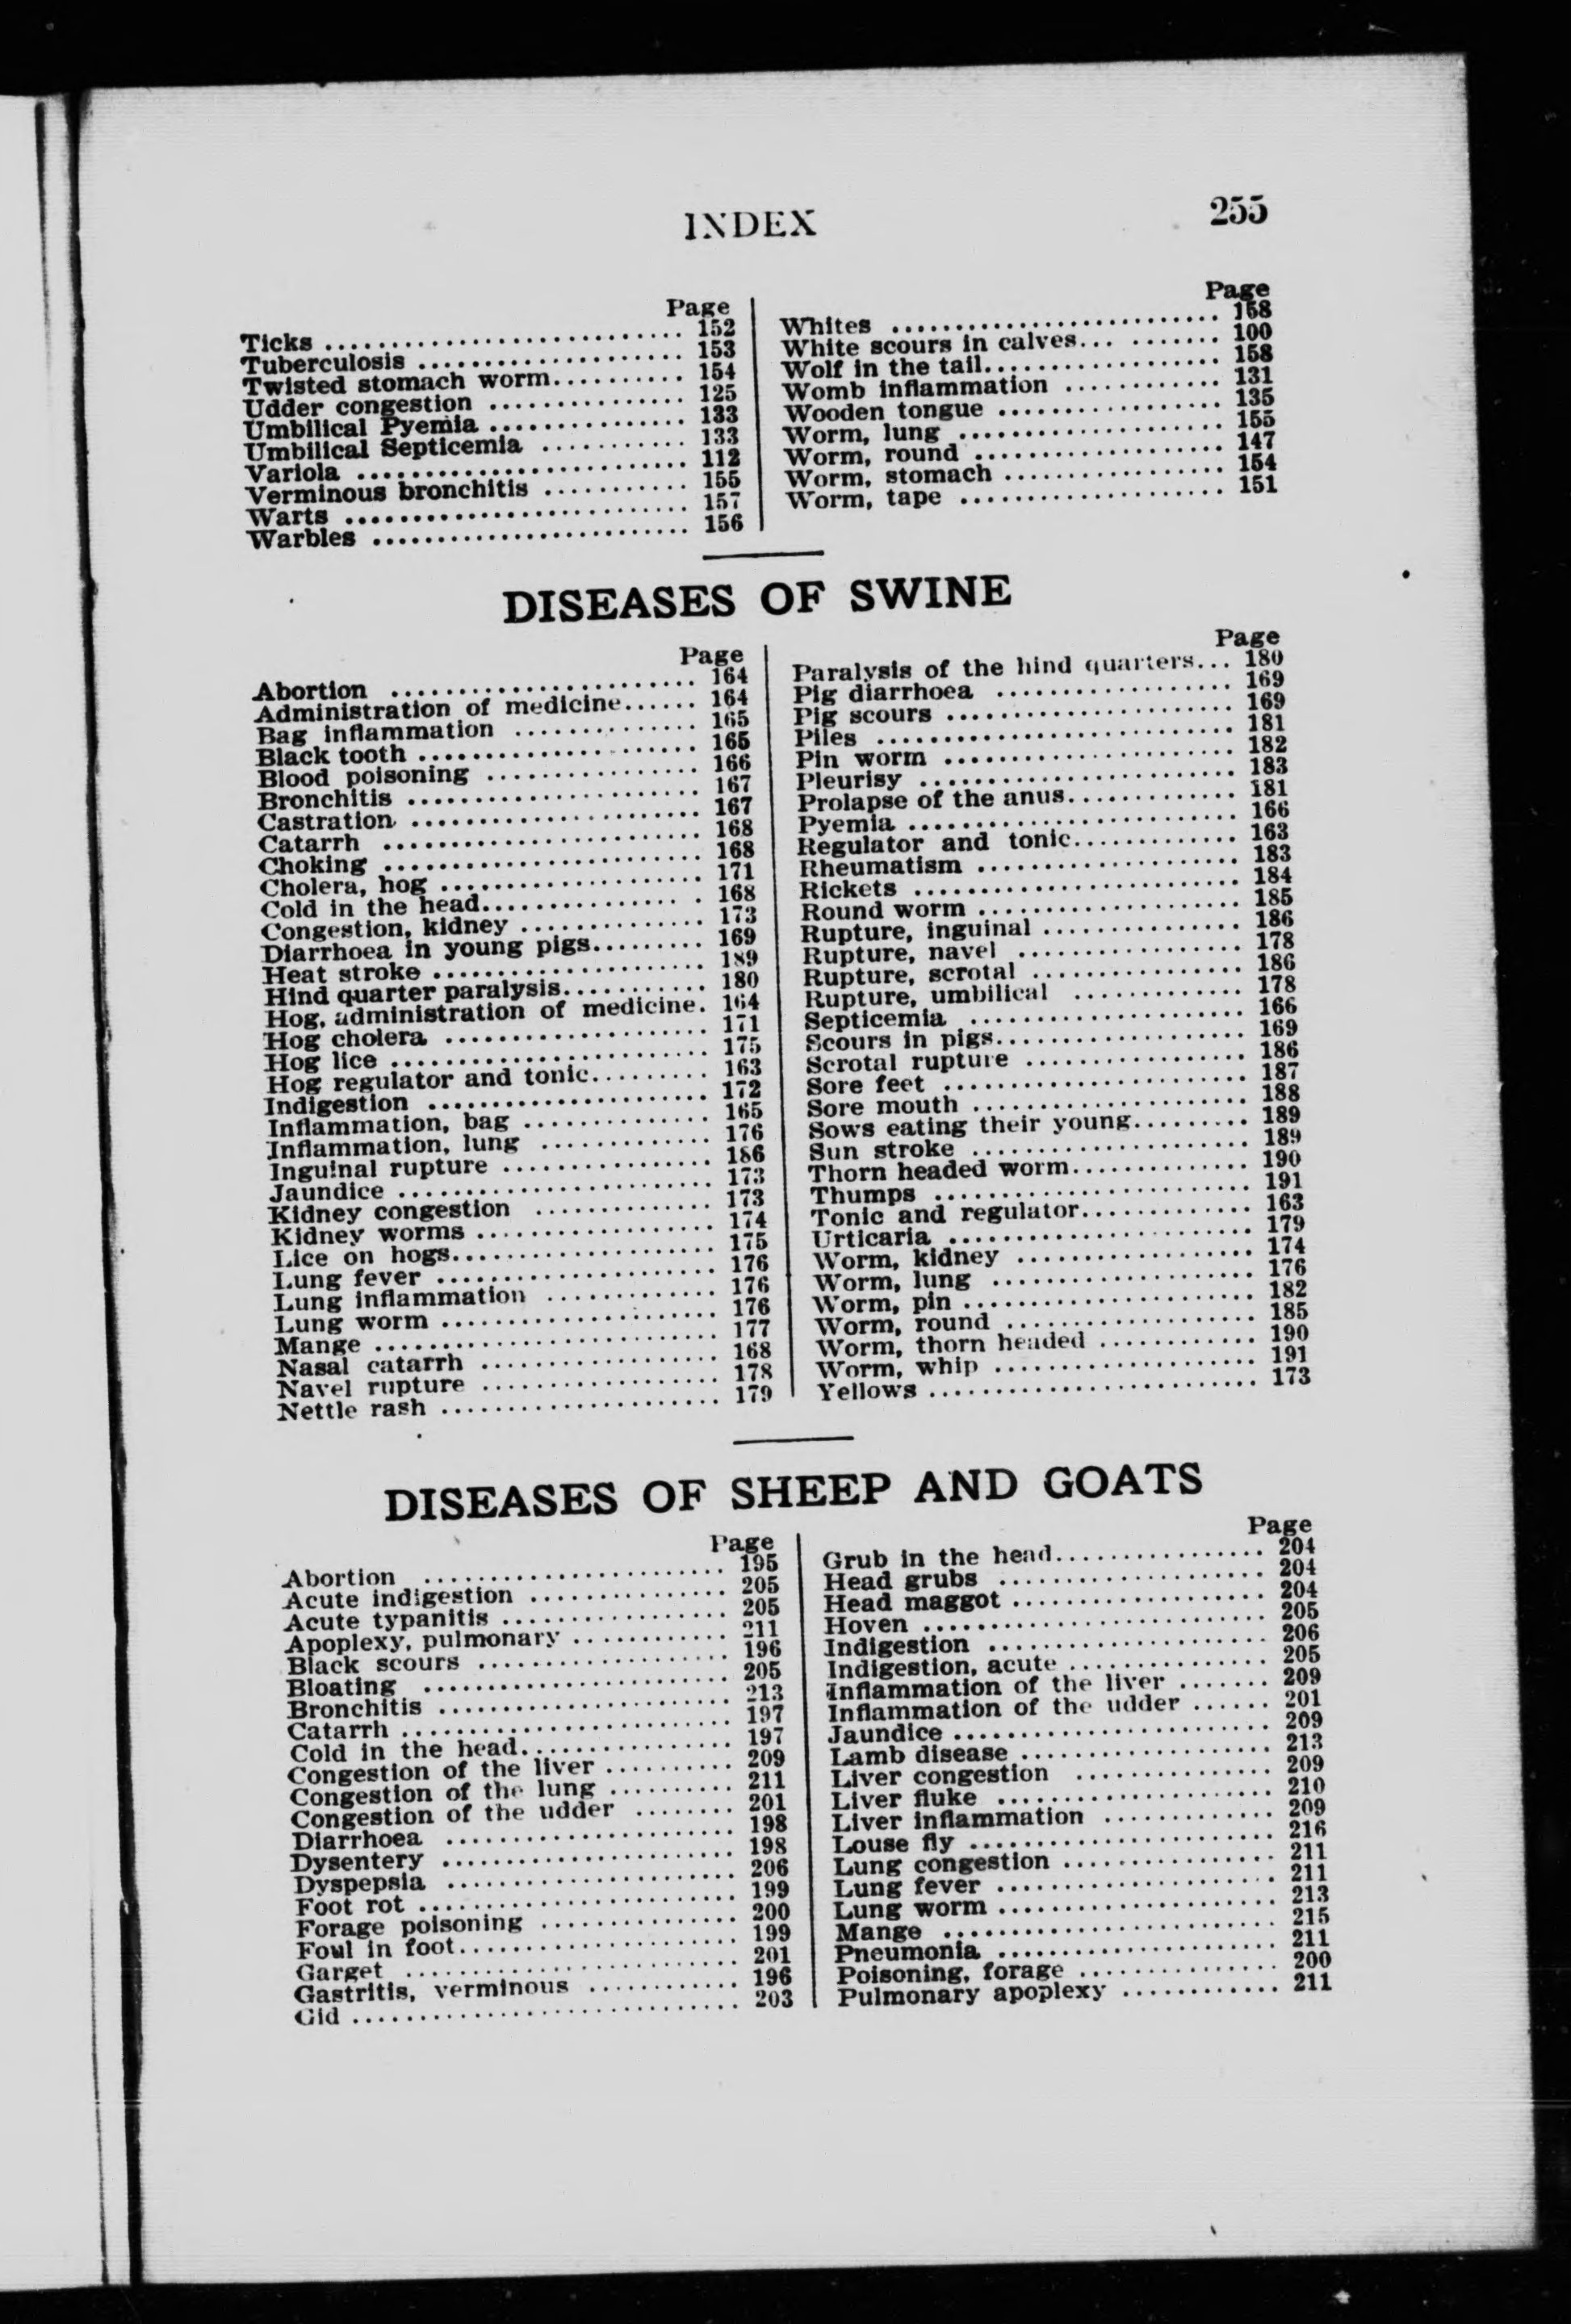 INDEX 255
Page
Ticks ........................... 152
Tuberculosis .................... 153
Twisted stomach worm.......... 154
Udder congestion ............... 125
Umbilical Pyemia ............... 133
Umbilical Septicemia ........... 133
Variola ......................... 112
Verminous bronchitis ........... 155
Warts .......................... 157
Warbles ........................ 156
Page
Whites ......................... 158
White scours in calves... ....... 100
Wolf in the tail.................. 158
Womb inflammation ............ 131
Wooden tongue ................. 135
Worm, lung .................... 155
Worm, round ................... 147
Worm, stomach ................. 154
Worm, tape .................... 151
DISEASES OF SWINE
Page
Abortion ....................... 164
Administration of medicine...... 164
Bag inflammation .............. 165
Black tooth ..................... 165
Blood poisoning ................ 166
Bronchitis ...................... 167
Castration ...................... 167
Catarrh ........................ 168
Choking ........................ 168
Cholera, hog .................... 171
Cold in the head................. 168
Congestion, kidney .............. 173
Diarrhoea in young pigs......... 169
Heat stroke ..................... 189
Hind quarter paralysis........... 180
Hog, administration of medicine. 164
Hog cholera .................... 171
Hog lice ........................ 175
Hog regulator and tonic......... 163
Indigestion ..................... 172
Inflammation, bag .............. 165
Inflammation, lung ............. 176
Inguinal rupture ................ 186
Jaundice ........................ 173
Kidney congestion .............. 173
Kidney worms .................. 174
Lice on hogs.................... 175
Lung fever ..................... 176
Lung inflammation ............. 176
Lung worm ..................... 176
Mange .......................... 177
Nasal catarrh .................. 168
Navel rupture .................. 178
Nettle rash ..................... 179
Page
Paralysis of the hind quarters... 180
Pig diarrhoea .................. 169
Pig scours ...................... 169
Piles ........................... 181
Pin worm ...................... 182
Pleurisy ........................ 183
Prolapse of the anus............. 181
Pyemia ......................... 166
Regulator and tonic............. 163
Rheumatism .................... 183
Rickets ......................... 184
Round worm .................... 185
Rupture, inguinal ............... 186
Rupture, navel ................. 178
Rupture, scrotal ................ 186
Rupture, umbilical ............. 178
Septicemia ..................... 166
Scours in pigs................... 169
Scrotal rupture ................. 186
Sore feet ....................... 187
Sore mouth ..................... 188
Sows eating their young......... 189
Sun stroke ..................... 189
Thorn headed worm.............. 190
Thumps ........................ 191
Tonic and regulator............. 163
Urticaria ....................... 179
Worm, kidney .................. 174
Worm, lung .................... 176
Worm, pin ...................... 182
Worm, round ................... 185
Worm, thorn headed ............ 190
Worm, whip .................... 191
Yellows ......................... 173
DISEASES OF SHEEP AND GOATS
Page
Abortion ....................... 195
Acute indigestion ............... 205
Acute typanitis ................. 205
Apoplexy, pulmonary ............ 211
Black scours ................... 196
Bloating ....................... 205
Bronchitis ...................... 213
Catarrh ......................... 197
Cold in the head................ 197
Congestion of the liver .......... 209
Congestion of the lung .......... 211
Congestion of the udder ........ 201
Diarrhoea ...................... 198
Dysentery ...................... 198
Dyspepsia ...................... 206
Foot rot ........................ 199
Forage poisoning ............... 200
Foul in foot..................... 199
Garget ......................... 201
Gastritis, verminous ............ 196
Gid ............................. 203
Page
Grub in the head................ 204
Head grubs .................... 204
Head maggot ................... 204
Hoven .......................... 205
Indigestion ..................... 206
Indigestion, acute ............... 205
Inflammation of the liver ....... 209
Inflammation of the udder ...... 201
Jaundice ........................ 209
Lamb disease ................... 213
Liver congestion ............... 209
Liver fluke ..................... 210
Liver inflammation ............. 209
Louse fly ....................... 216
Lung congestion ................ 211
Lung fever ..................... 211
Lung worm ..................... 213
Mange ......................... 215
Pneumonia ..................... 211
Poisoning, forage ............... 200
Pulmonary apoplexy ............ 211